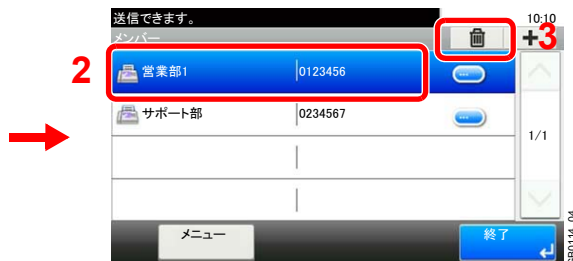 送信できます。 10:10
メンバー + 3
2 営業部1 0123456
サポート部 0234567
1/1
メニュー 終了